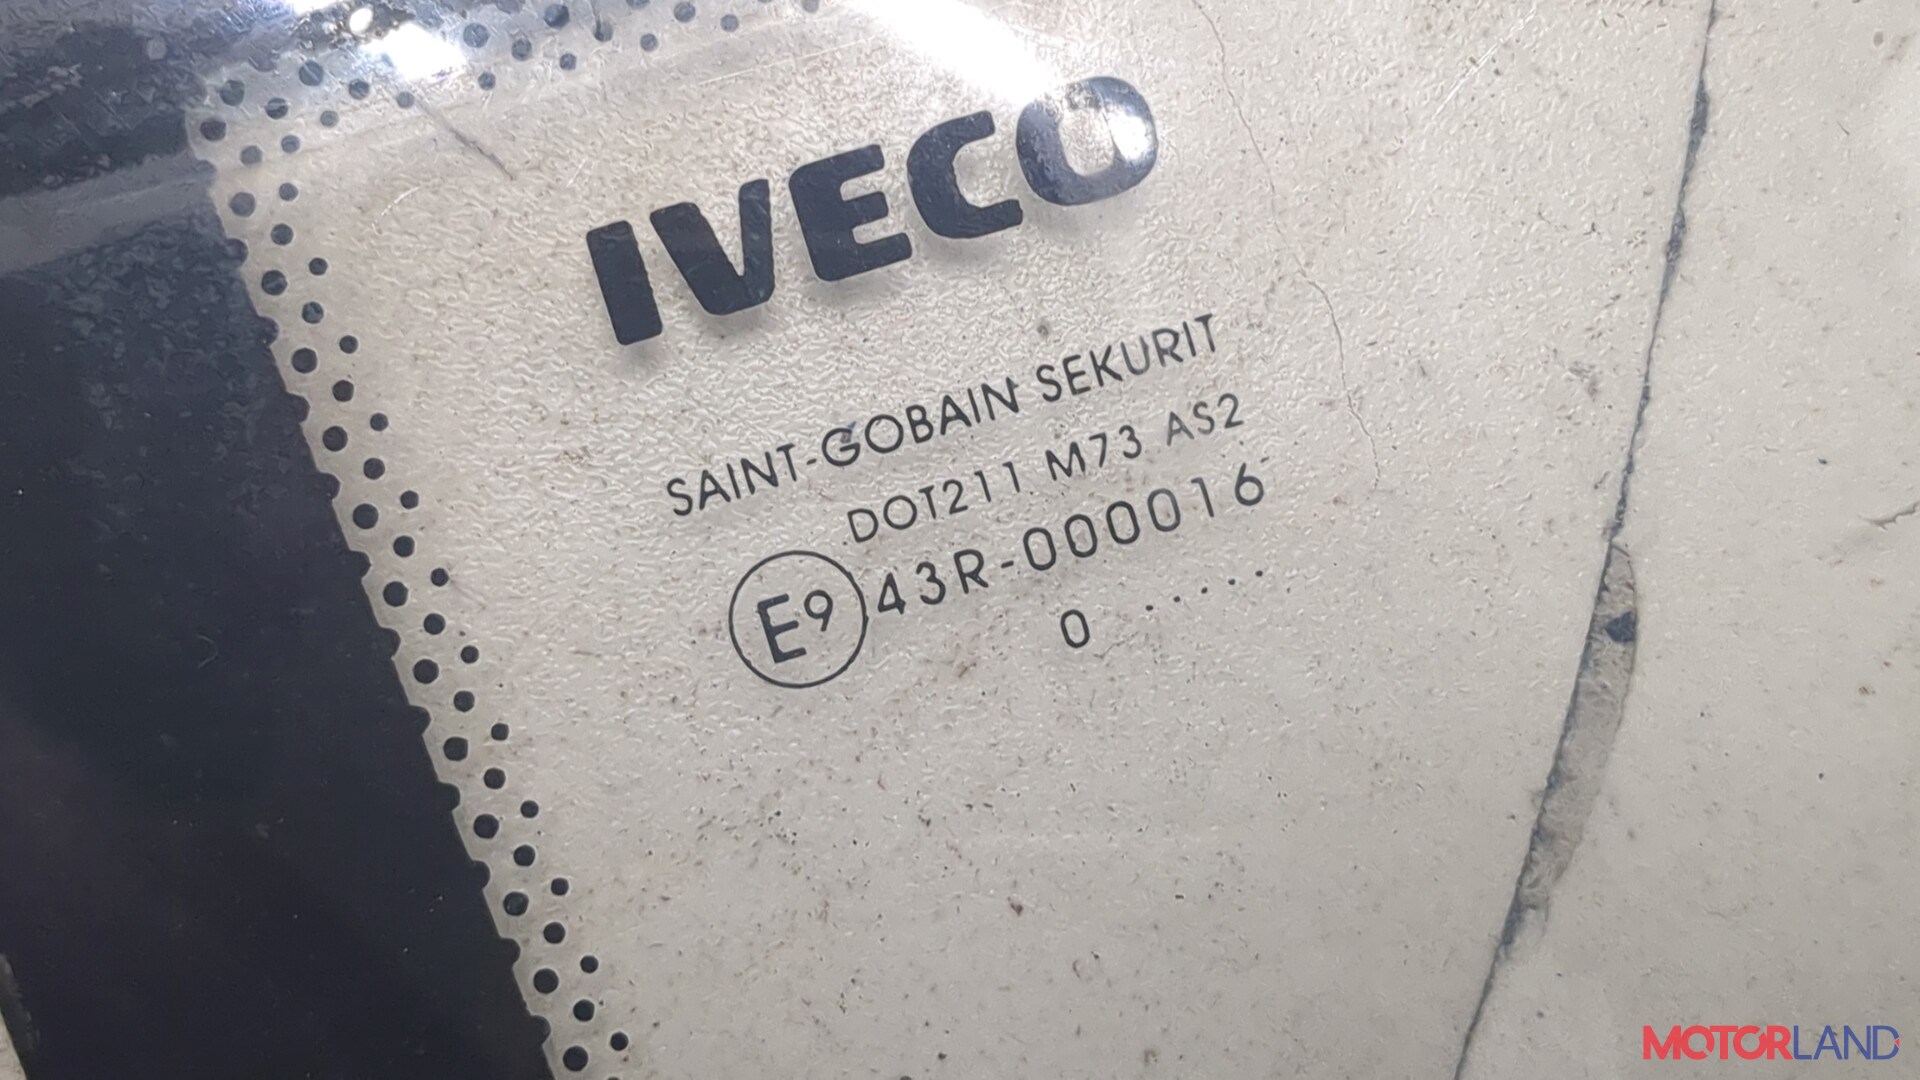 IVECO
SAINT-GOBAIN SEKURIT
DOT211 M73 AS2
E9 43R-000016
0 ......
MOTORLAND